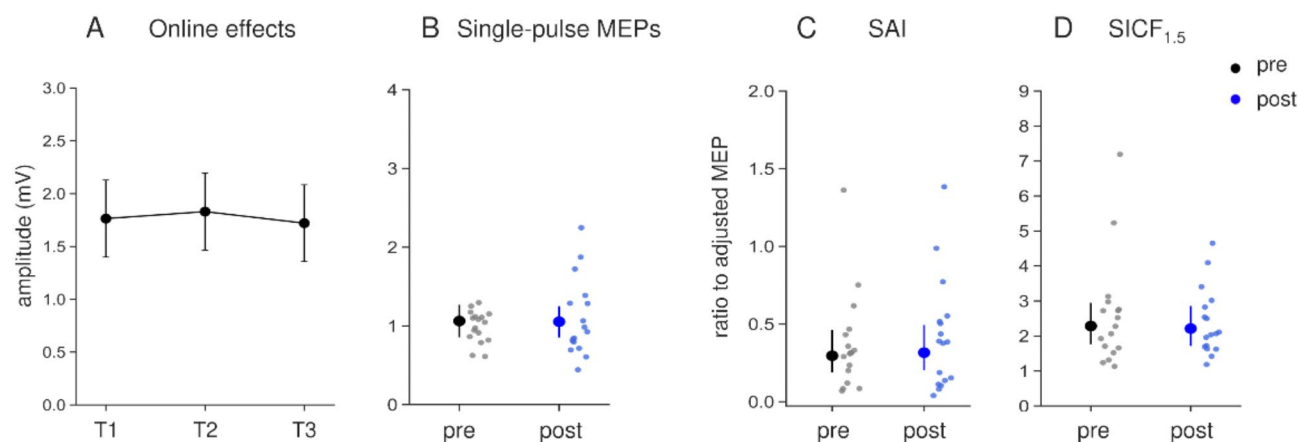 A Online effects
B Single-pulse MEPs
C SAI
D SICF1.5
pre
post
amplitude (mV)
3.0
2.5
2.0
1.5
1.0
0.5
0.0
T1 T2 T3
4
3
2
1
0
pre post
ratio to adjusted MEP
2.0
1.5
1.0
0.5
0.0
pre post
9
8
7
6
5
4
3
2
1
0
pre post